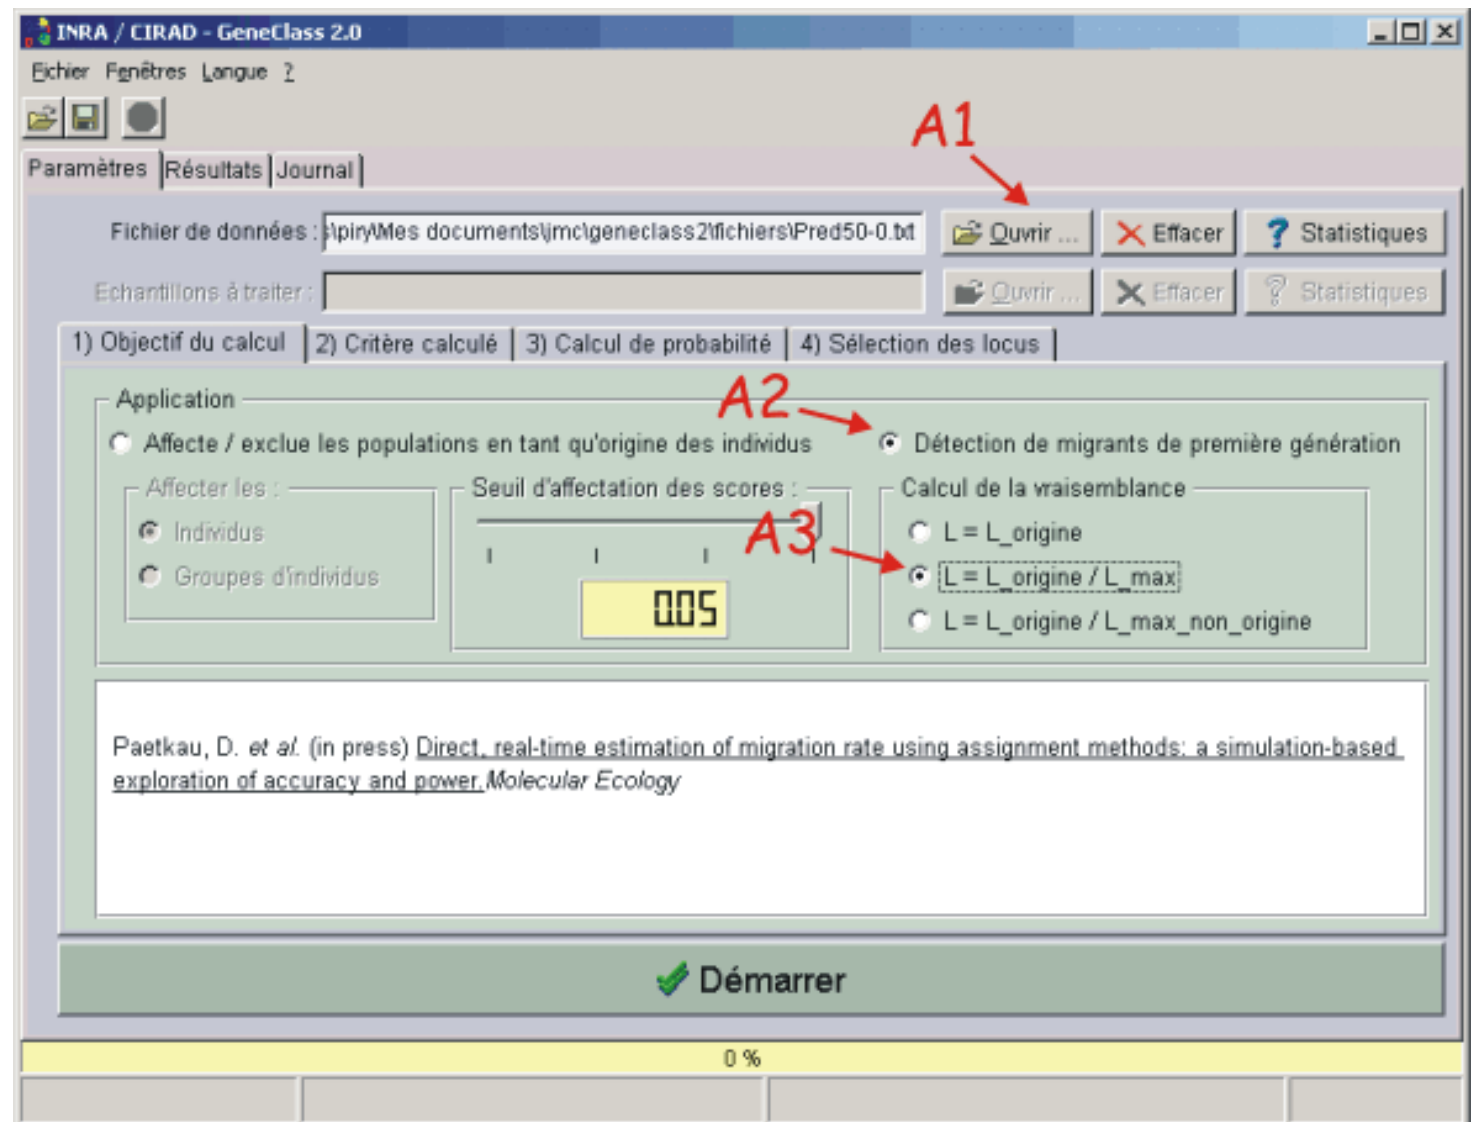 INRA / CIRAD - GeneClass 2.0
Fichier Fenêtres Langue ?
A1
Paramètres Résultats Journal
Fichier de données : s\piry\Mes documents\jmc\geneclass2\fichiers\Pred50-0.txt Ouvrir ... Effacer ? Statistiques
Echantillons à traiter : Ouvrir ... Effacer ? Statistiques
1) Objectif du calcul 2) Critère calculé 3) Calcul de probabilité 4) Sélection des locus
A2
Application
Affecte / exclue les populations en tant qu'origine des individus Détection de migrants de première génération
Affecter les : Seuil d'affectation des scores : Calcul de la vraisemblance
A3
Individus L = L_origine
Groupes d'individus L = L_origine / L_max
0.05 L = L_origine / L_max_non_origine
Paetkau, D. et al. (in press) Direct, real-time estimation of migration rate using assignment methods: a simulation-based
exploration of accuracy and power. Molecular Ecology
Démarrer
0 %